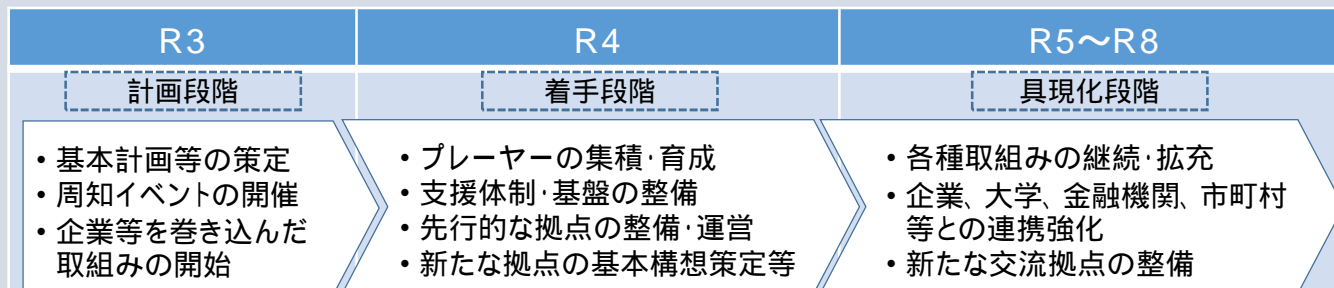 R3
R4
R5～R8
計画段階
着手段階
具現化段階
・基本計画等の策定
・周知イベントの開催
・企業等を巻き込んだ
取組みの開始
・プレーヤーの集積・育成
・支援体制・基盤の整備
・先行的な拠点の整備・運営
・新たな拠点の基本構想策定等
・各種取組みの継続・拡充
・企業、大学、金融機関、市町村
等との連携強化
・新たな交流拠点の整備